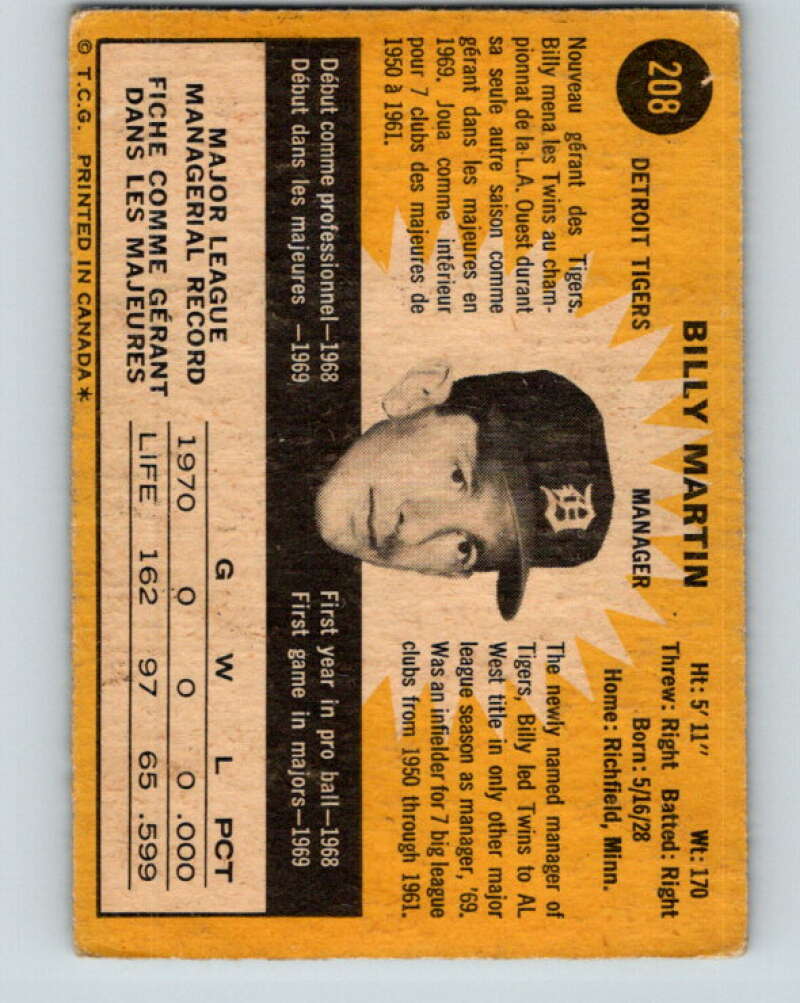 208
BILLY MARTIN
DETROIT TIGERS MANAGER
Ht: 5' 11" Wt: 170
Threw: Right Batted: Right
Born: 5/16/28
Home: Richfield, Minn.
Nouveau gérant des Tigers.
Billy mena les Twins au cham-
pionnat de la L.A. Ouest durant
sa seule autre saison comme
gérant dans les majeures en
1969. Joua comme intérieur
pour 7 clubs des majeures de
1950 à 1961.
The newly named manager of
Tigers, Billy led Twins to AL
West title in only other major
league season as manager, '69.
Was an infielder for 7 big league
clubs from 1950 through 1961.
Début comme professionnel—1968
Début dans les majeures —1969
First year in pro ball—1968
First game in majors—1969
MAJOR LEAGUE
MANAGERIAL RECORD
FICHE COMME GÉRANT
DANS LES MAJEURES
G W L PCT
1970 0 0 0 .000
LIFE 162 97 65 .599
© T.C.G. PRINTED IN CANADA *